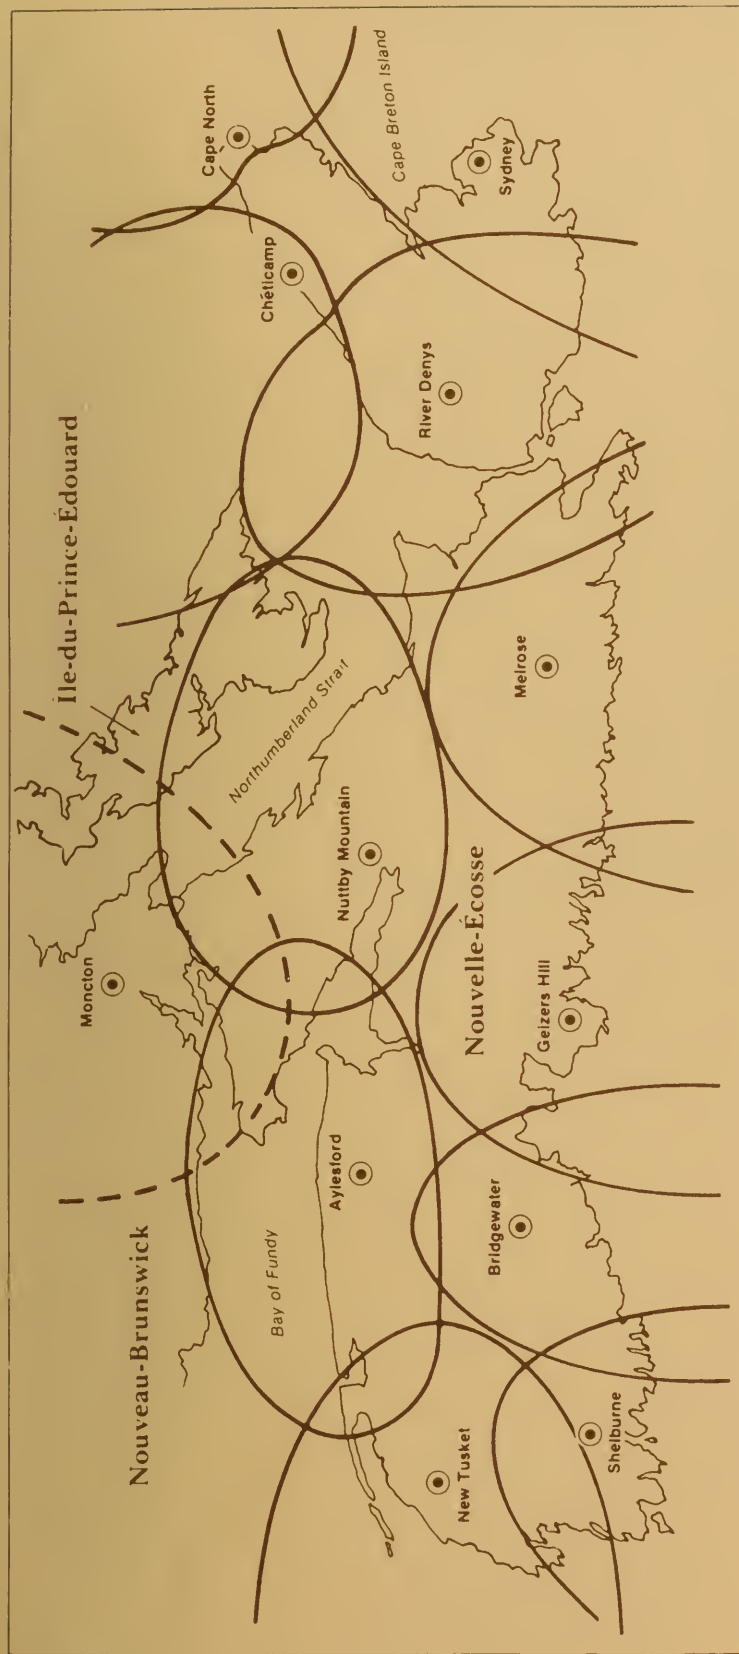 Île-du-Prince-Édouard
Nouveau-Brunswick
Nouvelle-Écosse
Cape North
Chéticamp
Cape Breton Island
Sydney
River Denys
Northumberland Strait
Melrose
Nuttby Mountain
Moncton
Geizers Hill
Aylesford
Bay of Fundy
Bridgewater
New Tusket
Shelburne